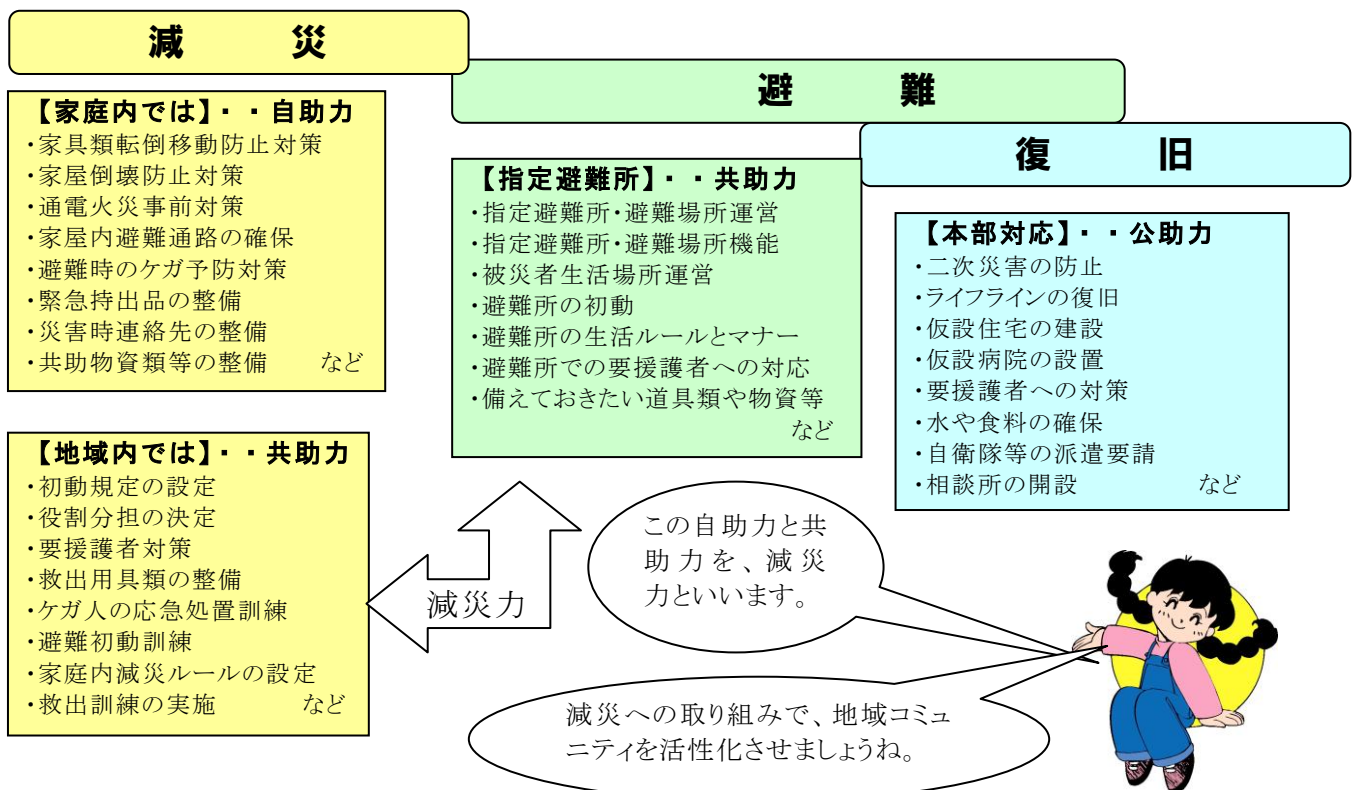 減　　　災
【家庭内では】・・自助力
・家具類転倒移動防止対策
・家屋倒壊防止対策
・通電火災事前対策
・家屋内避難通路の確保
・避難時のケガ予防対策
・緊急持出品の整備
・災害時連絡先の整備
・共助物資類等の整備　　など
【地域内では】・・共助力
・初動規定の設定
・役割分担の決定
・要援護者対策
・救出用具類の整備
・ケガ人の応急処置訓練
・避難初動訓練
・家庭内減災ルールの設定
・救出訓練の実施　　　など
避　　　難
【指定避難所】・・共助力
・指定避難所・避難場所運営
・指定避難所・避難場所機能
・被災者生活場所運営
・避難所の初動
・避難所の生活ルールとマナー
・避難所での要援護者への対応
・備えておきたい道具類や物資等
など
復　　　旧
【本部対応】・・公助力
・二次災害の防止
・ライフラインの復旧
・仮設住宅の建設
・仮設病院の設置
・要援護者への対策
・水や食料の確保
・自衛隊等の派遣要請
・相談所の開設　　　　など
減災力
この自助力と共
助力を、減災
力といいます。
減災への取り組みで、地域コミュ
ニティを活性化させましょうね。